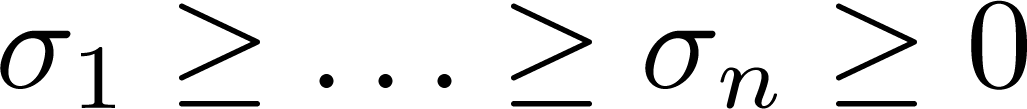 σ₁ ≥ . . . ≥ σₙ ≥ 0